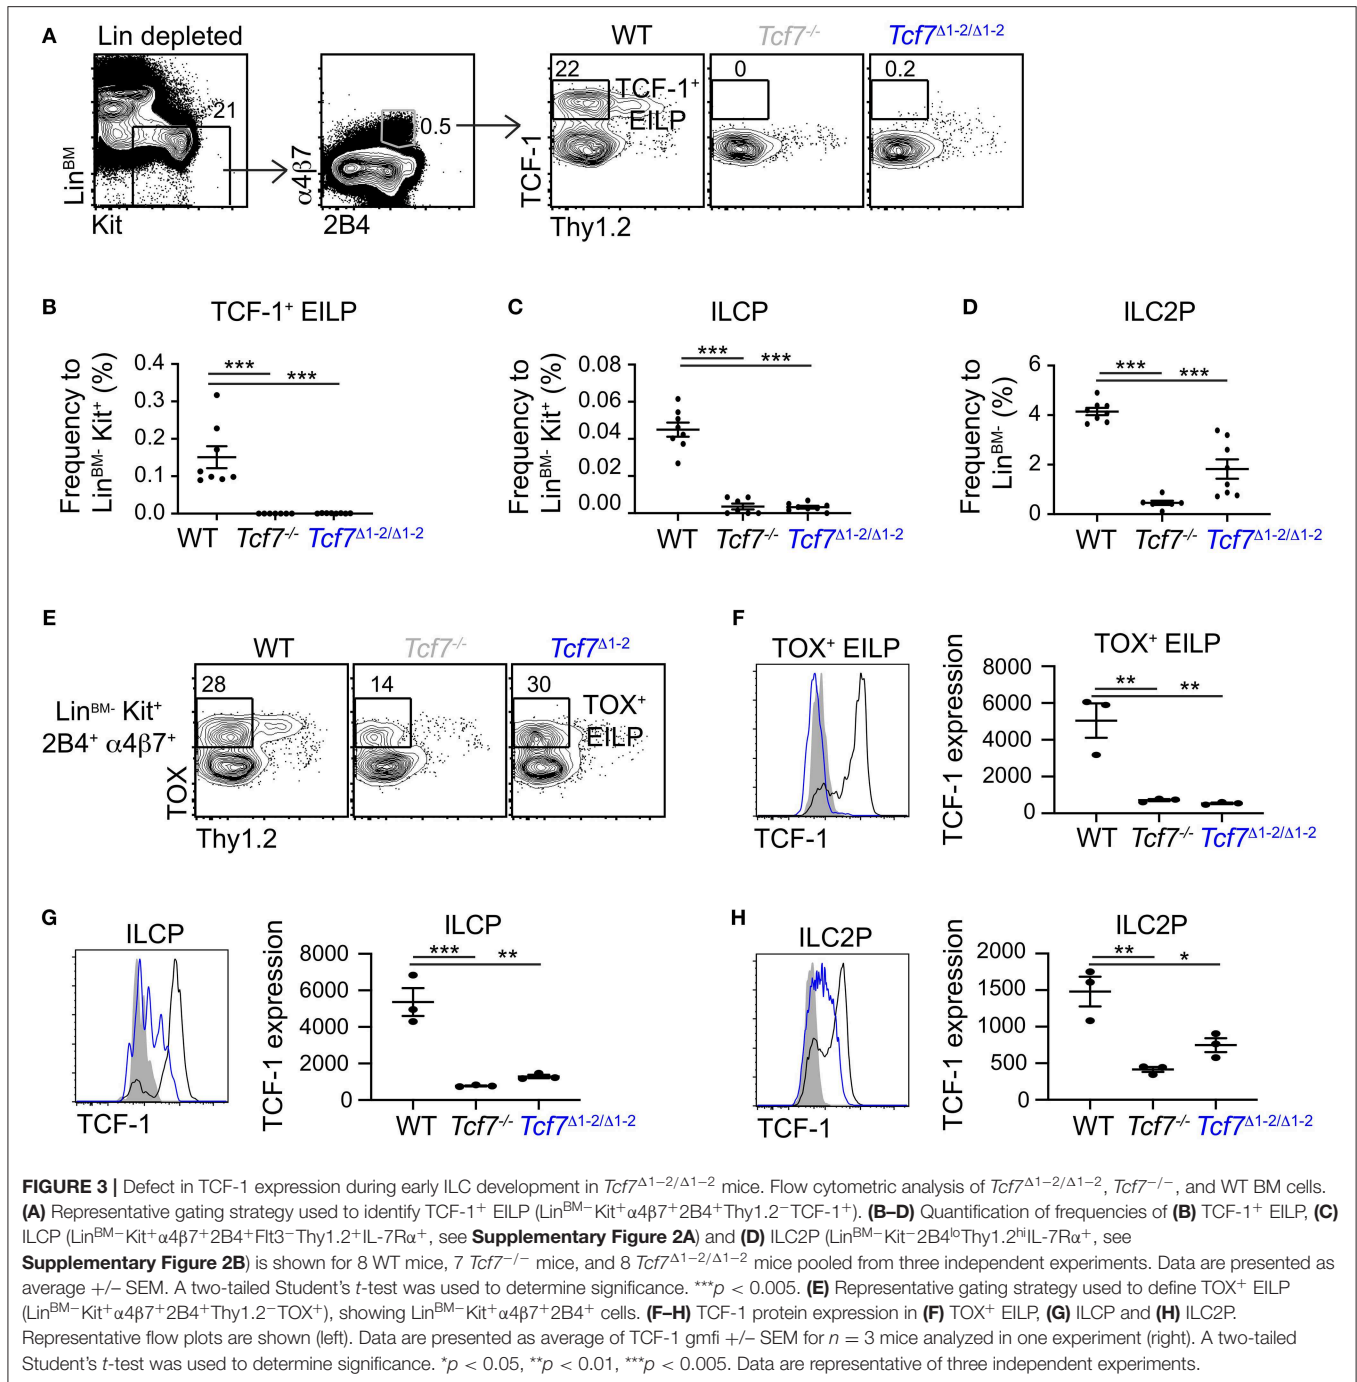 A
Lin depleted
WT
Tcf7-/-
Tcf7Δ1-2/Δ1-2
21
0.5
22
TCF-1+
EILP
0
0.2
LinBM
Kit
α4β7
2B4
TCF-1
Thy1.2
B
TCF-1+ EILP
Frequency to
LinBM- Kit+ (%)
0.4
0.3
0.2
0.1
0.0
***
***
WT
Tcf7-/-
Tcf7Δ1-2/Δ1-2
C
ILCP
Frequency to
LinBM- Kit+ (%)
0.08
0.06
0.04
0.02
0.00
***
***
WT
Tcf7-/-
Tcf7Δ1-2/Δ1-2
D
ILC2P
Frequency to
LinBM- (%)
6
4
2
0
***
***
WT
Tcf7-/-
Tcf7Δ1-2/Δ1-2
E
WT
Tcf7-/-
Tcf7Δ1-2
LinBM- Kit+
2B4+ α4β7+
28
14
30
TOX+
EILP
TOX
Thy1.2
F
TOX+ EILP
TCF-1
TOX+ EILP
TCF-1 expression
8000
6000
4000
2000
0
**
**
WT
Tcf7-/-
Tcf7Δ1-2/Δ1-2
G
ILCP
TCF-1
ILCP
TCF-1 expression
8000
6000
4000
2000
0
***
**
WT
Tcf7-/-
Tcf7Δ1-2/Δ1-2
H
ILC2P
TCF-1
ILC2P
TCF-1 expression
2000
1500
1000
500
0
**
*
WT
Tcf7-/-
Tcf7Δ1-2/Δ1-2
FIGURE 3 | Defect in TCF-1 expression during early ILC development in Tcf7Δ1−2/Δ1−2 mice. Flow cytometric analysis of Tcf7Δ1−2/Δ1−2, Tcf7−/−, and WT BM cells.
(A) Representative gating strategy used to identify TCF-1+ EILP (LinBM−Kit+α4β7+2B4+Thy1.2−TCF-1+). (B–D) Quantification of frequencies of (B) TCF-1+ EILP, (C)
ILCP (LinBM−Kit+α4β7+2B4+Flt3−Thy1.2+IL-7Rα+, see Supplementary Figure 2A) and (D) ILC2P (LinBM−Kit−2B4loThy1.2hiIL-7Rα+, see
Supplementary Figure 2B) is shown for 8 WT mice, 7 Tcf7−/− mice, and 8 Tcf7Δ1−2/Δ1−2 mice pooled from three independent experiments. Data are presented as
average +/− SEM. A two-tailed Student's t-test was used to determine significance. ***p < 0.005. (E) Representative gating strategy used to define TOX+ EILP
(LinBM−Kit+α4β7+2B4+Thy1.2−TOX+), showing LinBM−Kit+α4β7+2B4+ cells. (F–H) TCF-1 protein expression in (F) TOX+ EILP, (G) ILCP and (H) ILC2P.
Representative flow plots are shown (left). Data are presented as average of TCF-1 gmfi +/− SEM for n = 3 mice analyzed in one experiment (right). A two-tailed
Student's t-test was used to determine significance. *p < 0.05, **p < 0.01, ***p < 0.005. Data are representative of three independent experiments.